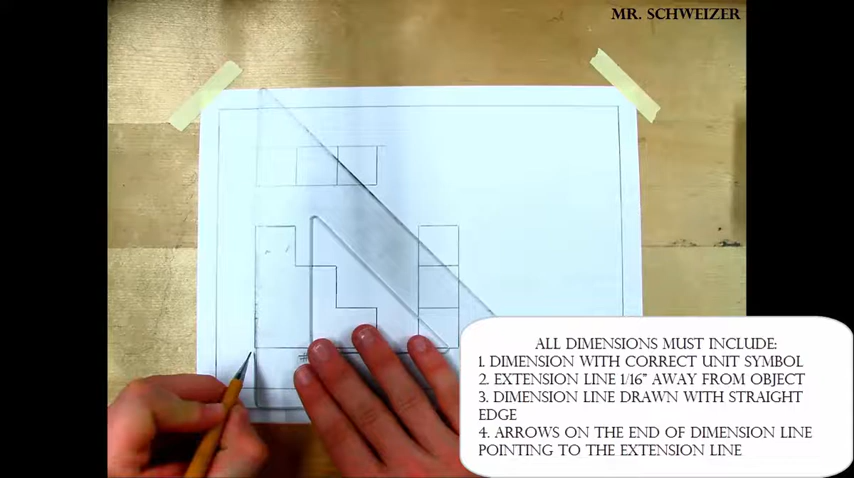 MR. SCHWEIZER
ALL DIMENSIONS MUST INCLUDE:
1. DIMENSION WITH CORRECT UNIT SYMBOL
2. EXTENSION LINE 1/16" AWAY FROM OBJECT
3. DIMENSION LINE DRAWN WITH STRAIGHT
EDGE
4. ARROWS ON THE END OF DIMENSION LINE
POINTING TO THE EXTENSION LINE